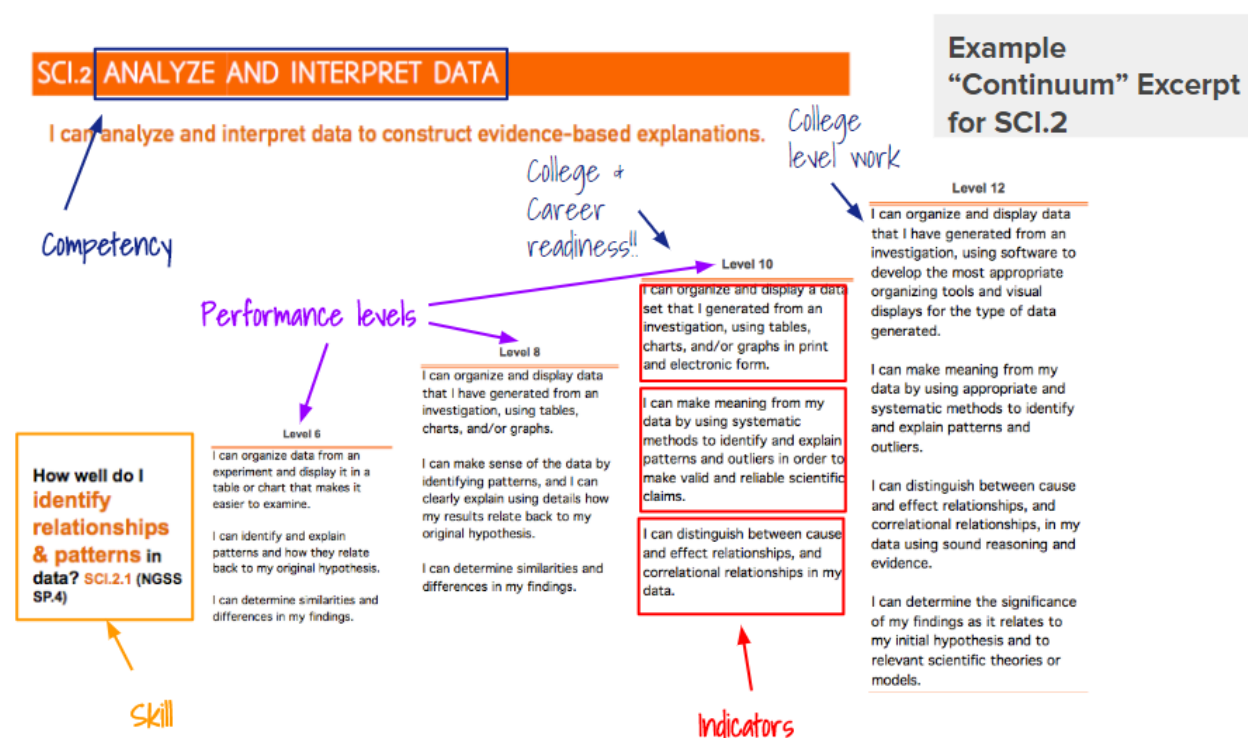 Example
“Continuum” Excerpt
for SCI.2
SCI.2 ANALYZE AND INTERPRET DATA
I can analyze and interpret data to construct evidence-based explanations.
Competency
College &
Career
readiness!!
College
level work
Performance levels
How well do I
identify
relationships
& patterns in
data? SCI.2.1 (NGSS
SP.4)
Skill
Level 6
I can organize data from an
experiment and display it in a
table or chart that makes it
easier to examine.
I can identify and explain
patterns and how they relate
back to my original hypothesis.
I can determine similarities and
differences in my findings.
Level 8
I can organize and display data
that I have generated from an
investigation, using tables,
charts, and/or graphs.
I can make sense of the data by
identifying patterns, and I can
clearly explain using details how
my results relate back to my
original hypothesis.
I can determine similarities and
differences in my findings.
Level 10
I can organize and display a data
set that I generated from an
investigation, using tables,
charts, and/or graphs in print
and electronic form.
I can make meaning from my
data by using systematic
methods to identify and explain
patterns and outliers in order to
make valid and reliable scientific
claims.
I can distinguish between cause
and effect relationships, and
correlational relationships in my
data.
Indicators
Level 12
I can organize and display data
that I have generated from an
investigation, using software to
develop the most appropriate
organizing tools and visual
displays for the type of data
generated.
I can make meaning from my
data by using appropriate and
systematic methods to identify
and explain patterns and
outliers.
I can distinguish between cause
and effect relationships, and
correlational relationships, in my
data using sound reasoning and
evidence.
I can determine the significance
of my findings as it relates to
my initial hypothesis and to
relevant scientific theories or
models.